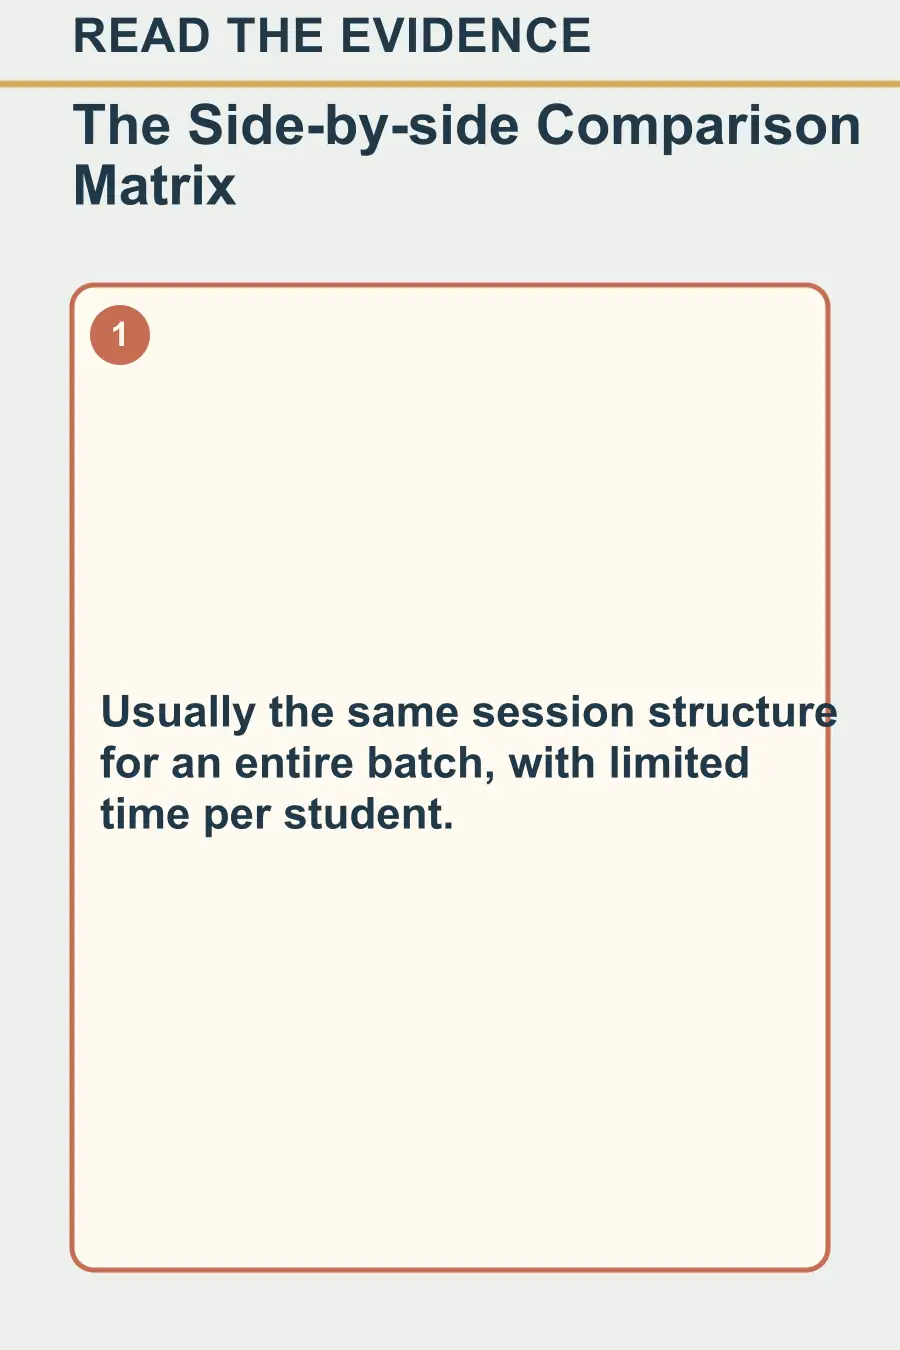 READ THE EVIDENCE
The Side-by-side Comparison
Matrix
1
Usually the same session structure
for an entire batch, with limited
time per student.